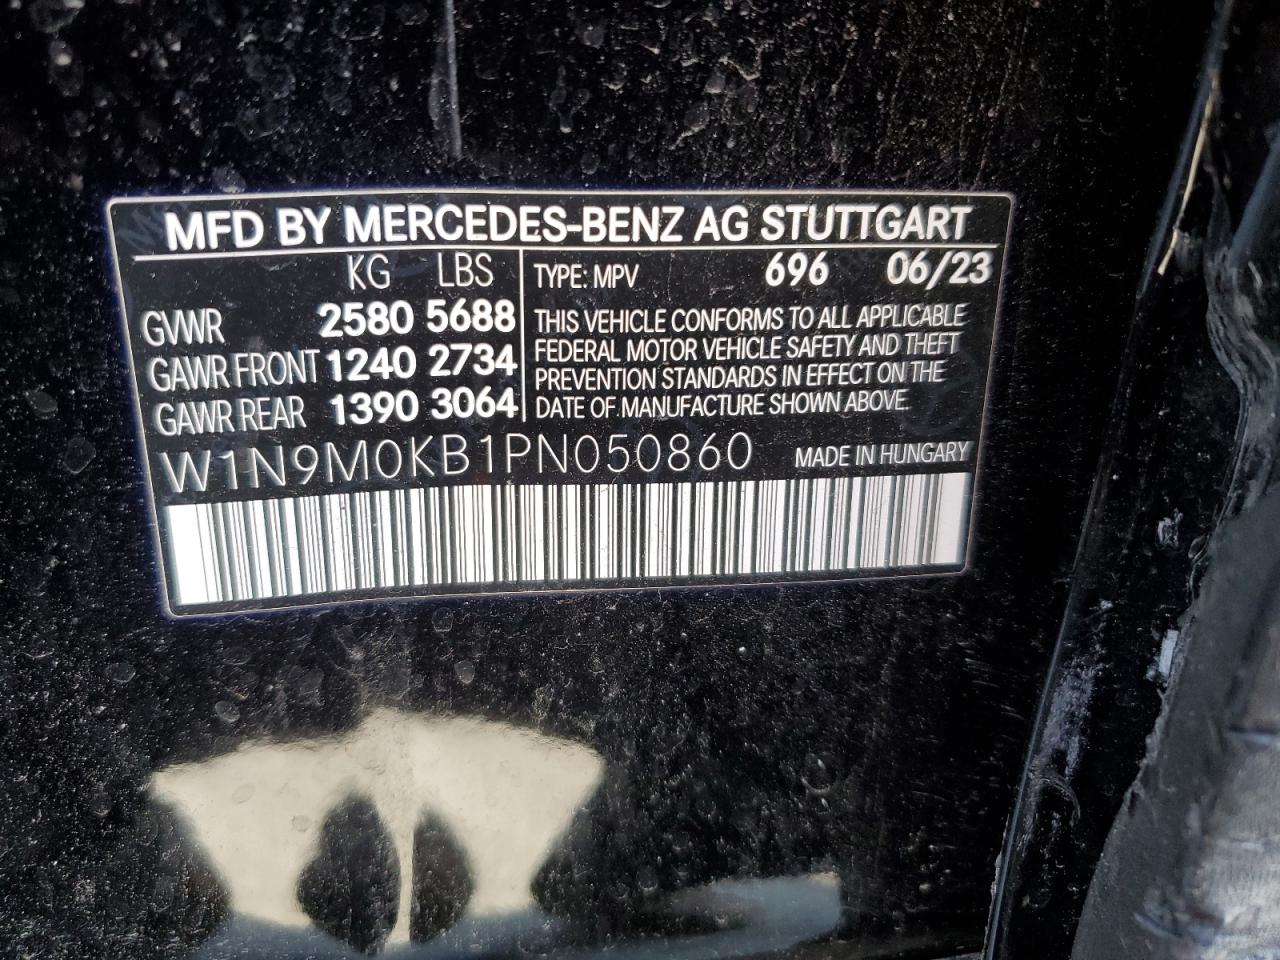 MFD BY MERCEDES-BENZ AG STUTTGART
KG LBS
GVWR 2580 5688
GAWR FRONT 1240 2734
GAWR REAR 1390 3064
TYPE: MPV 696 06/23
THIS VEHICLE CONFORMS TO ALL APPLICABLE
FEDERAL MOTOR VEHICLE SAFETY AND THEFT
PREVENTION STANDARDS IN EFFECT ON THE
DATE OF MANUFACTURE SHOWN ABOVE.
W1N9M0KB1PN050860 MADE IN HUNGARY